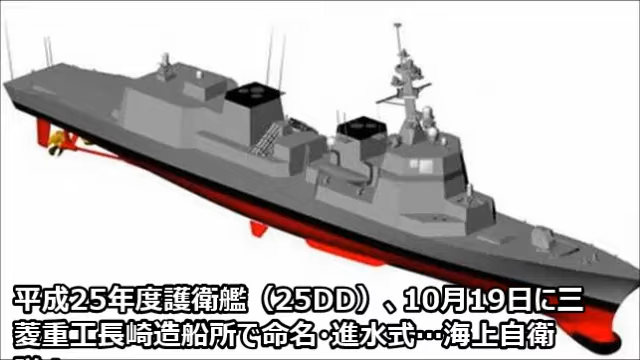 平成25年度護衛艦（25DD）、10月19日に三
菱重工長崎造船所で命名・進水式…海上自衛